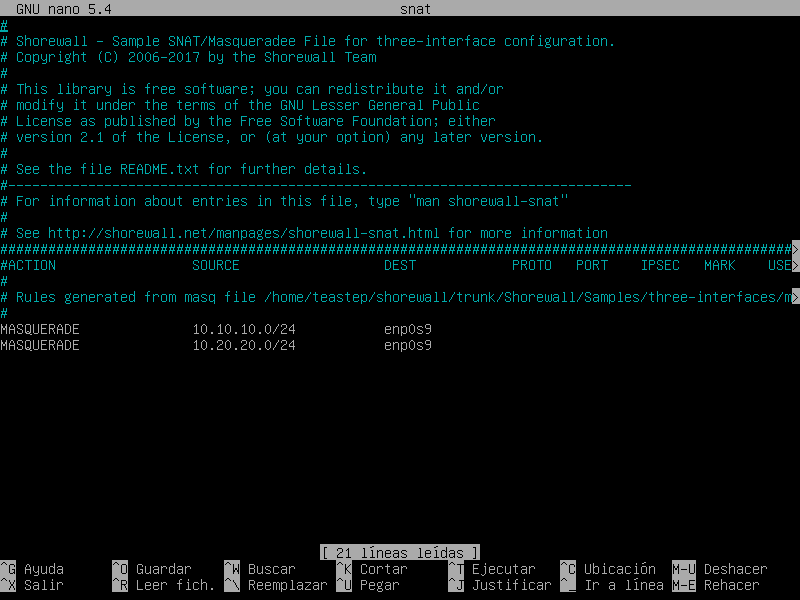 GNU nano 5.4 snat
#
# Shorewall - Sample SNAT/Masqueradee File for three-interface configuration.
# Copyright (C) 2006-2017 by the Shorewall Team
#
# This library is free software; you can redistribute it and/or
# modify it under the terms of the GNU Lesser General Public
# License as published by the Free Software Foundation; either
# version 2.1 of the License, or (at your option) any later version.
#
# See the file README.txt for further details.
#------------------------------------------------------------------------------
# For information about entries in this file, type "man shorewall-snat"
#
# See http://shorewall.net/manpages/shorewall-snat.html for more information
###################################################################################################>
#ACTION SOURCE DEST PROTO PORT IPSEC MARK USE>
#
# Rules generated from masq file /home/teastep/shorewall/trunk/Shorewall/Samples/three-interfaces/m>
#
MASQUERADE 10.10.10.0/24 enp0s9
MASQUERADE 10.20.20.0/24 enp0s9
[ 21 líneas leídas ]
^G Ayuda ^O Guardar ^W Buscar ^K Cortar ^T Ejecutar ^C Ubicación M-U Deshacer
^X Salir ^R Leer fich. ^\ Reemplazar ^U Pegar ^J Justificar ^_ Ir a línea M-E Rehacer